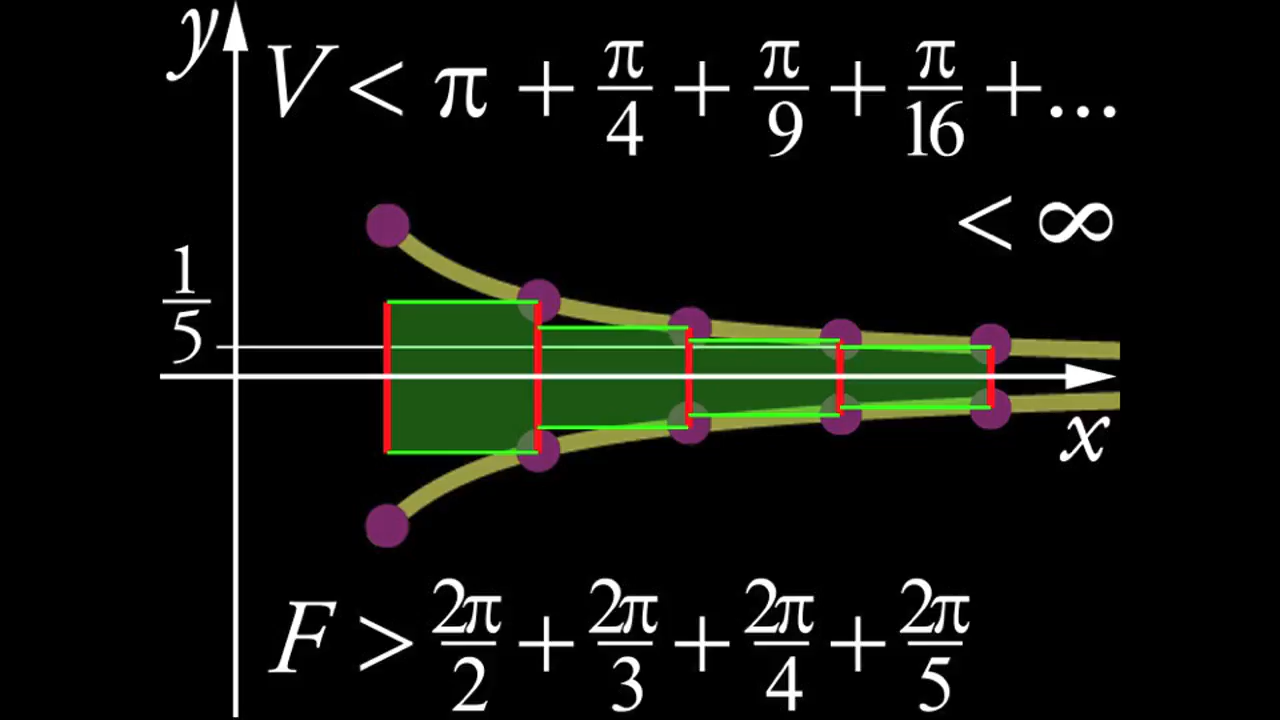 y
V < π + π/4 + π/9 + π/16 + ...
< ∞
1/5
x
F > 2π/2 + 2π/3 + 2π/4 + 2π/5